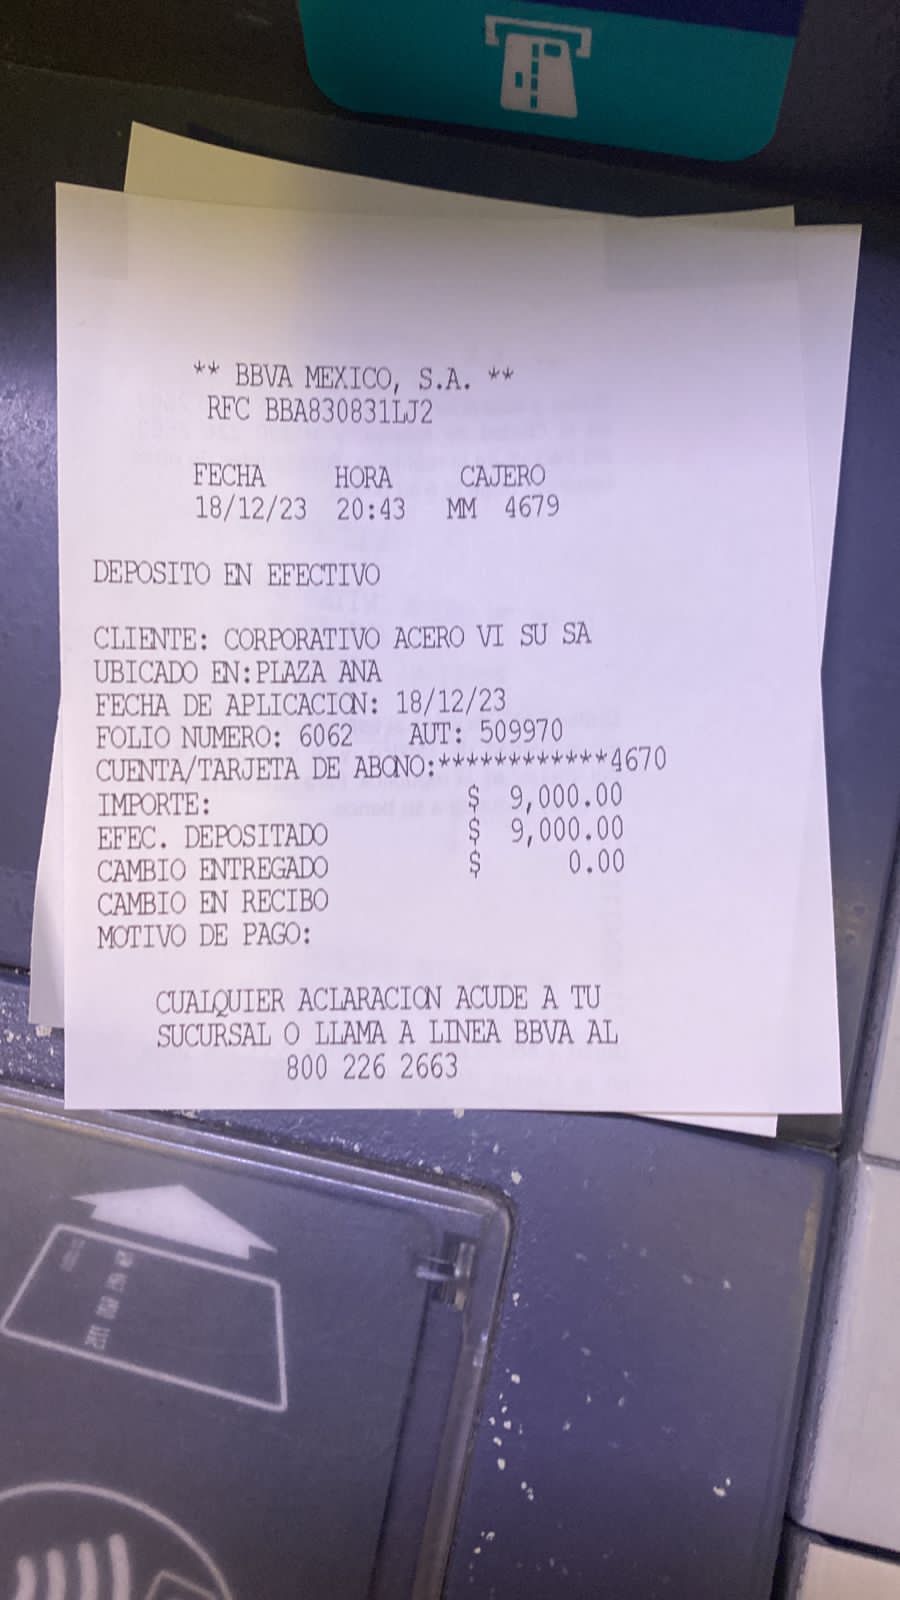 ** BBVA MEXICO, S.A. **
RFC BBA830831LJ2
FECHA HORA CAJERO
18/12/23 20:43 MM 4679
DEPOSITO EN EFECTIVO
CLIENTE: CORPORATIVO ACERO VI SU SA
UBICADO EN:PLAZA ANA
FECHA DE APLICACION: 18/12/23
FOLIO NUMERO: 6062 AUT: 509970
CUENTA/TARJETA DE ABONO:************4670
IMPORTE: $ 9,000.00
EFEC. DEPOSITADO $ 9,000.00
CAMBIO ENTREGADO $ 0.00
CAMBIO EN RECIBO
MOTIVO DE PAGO:
CUALQUIER ACLARACION ACUDE A TU
SUCURSAL O LLAMA A LINEA BBVA AL
800 226 2663